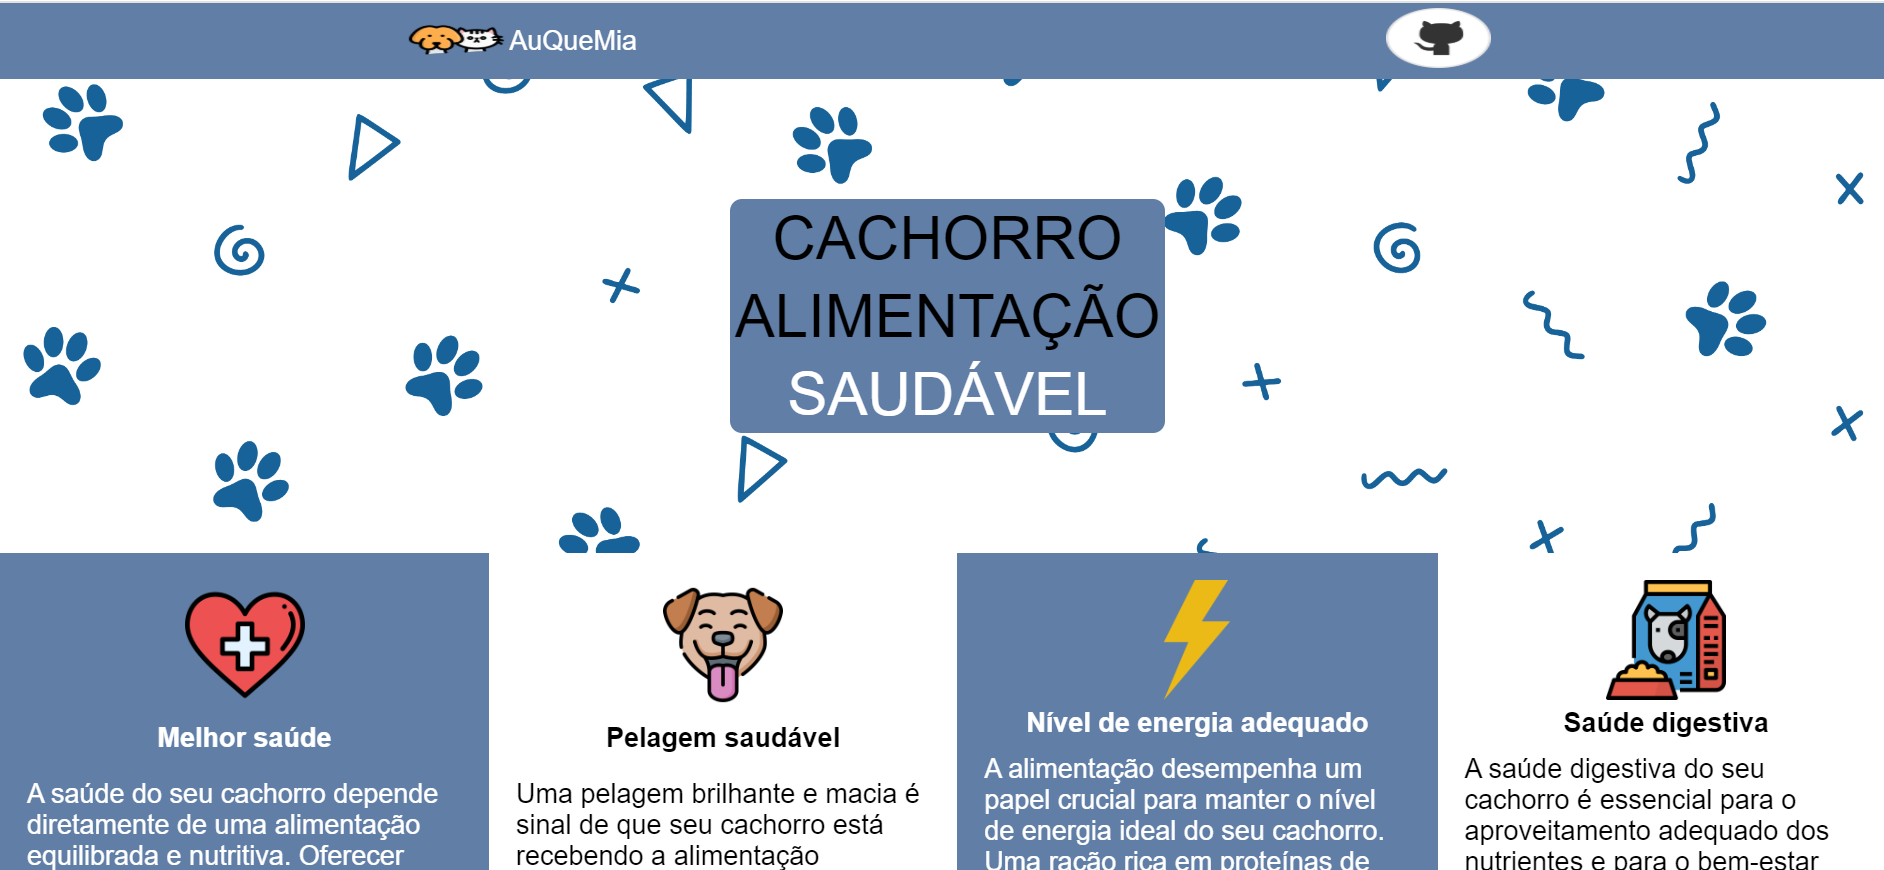 AuQueMia
CACHORRO
ALIMENTAÇÃO
SAUDÁVEL
Melhor saúde
A saúde do seu cachorro depende
diretamente de uma alimentação
equilibrada e nutritiva. Oferecer
Pelagem saudável
Uma pelagem brilhante e macia é
sinal de que seu cachorro está
recebendo a alimentação
Nível de energia adequado
A alimentação desempenha um
papel crucial para manter o nível
de energia ideal do seu cachorro.
Uma ração rica em proteínas de
Saúde digestiva
A saúde digestiva do seu
cachorro é essencial para o
aproveitamento adequado dos
nutrientes e para o bem-estar